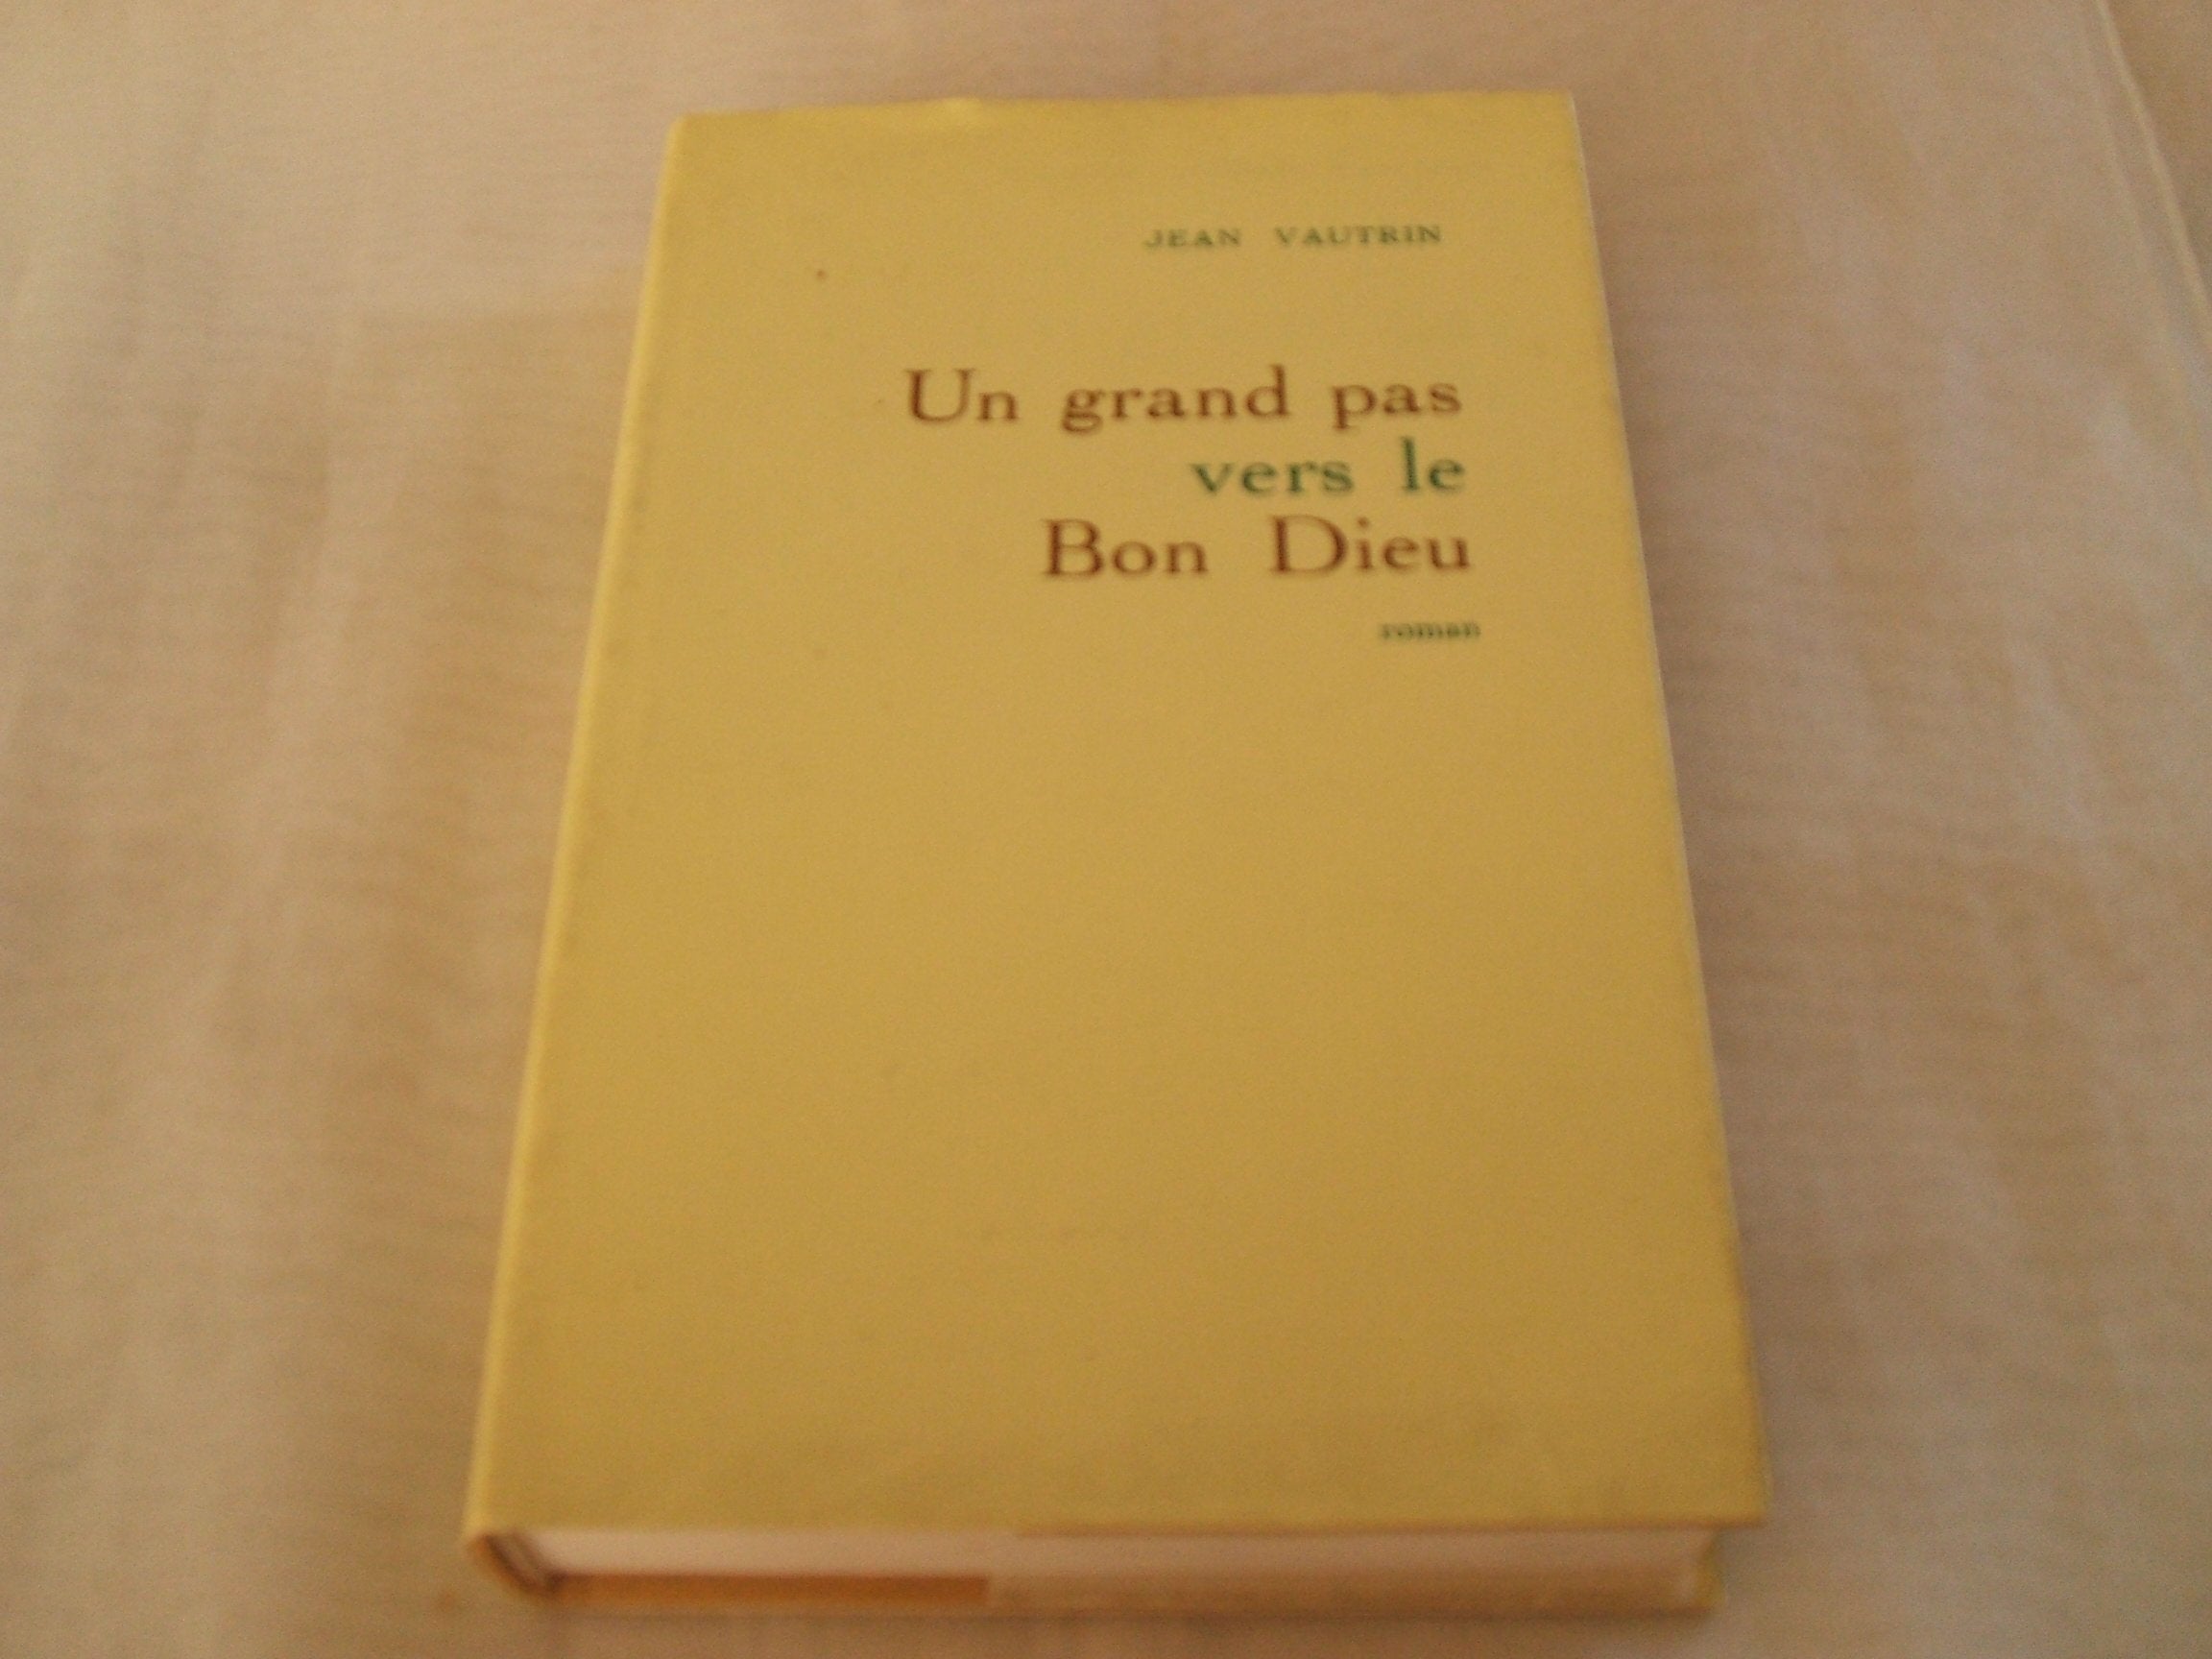 JEAN VAUTRIN
Un grand pas
vers le
Bon Dieu
roman